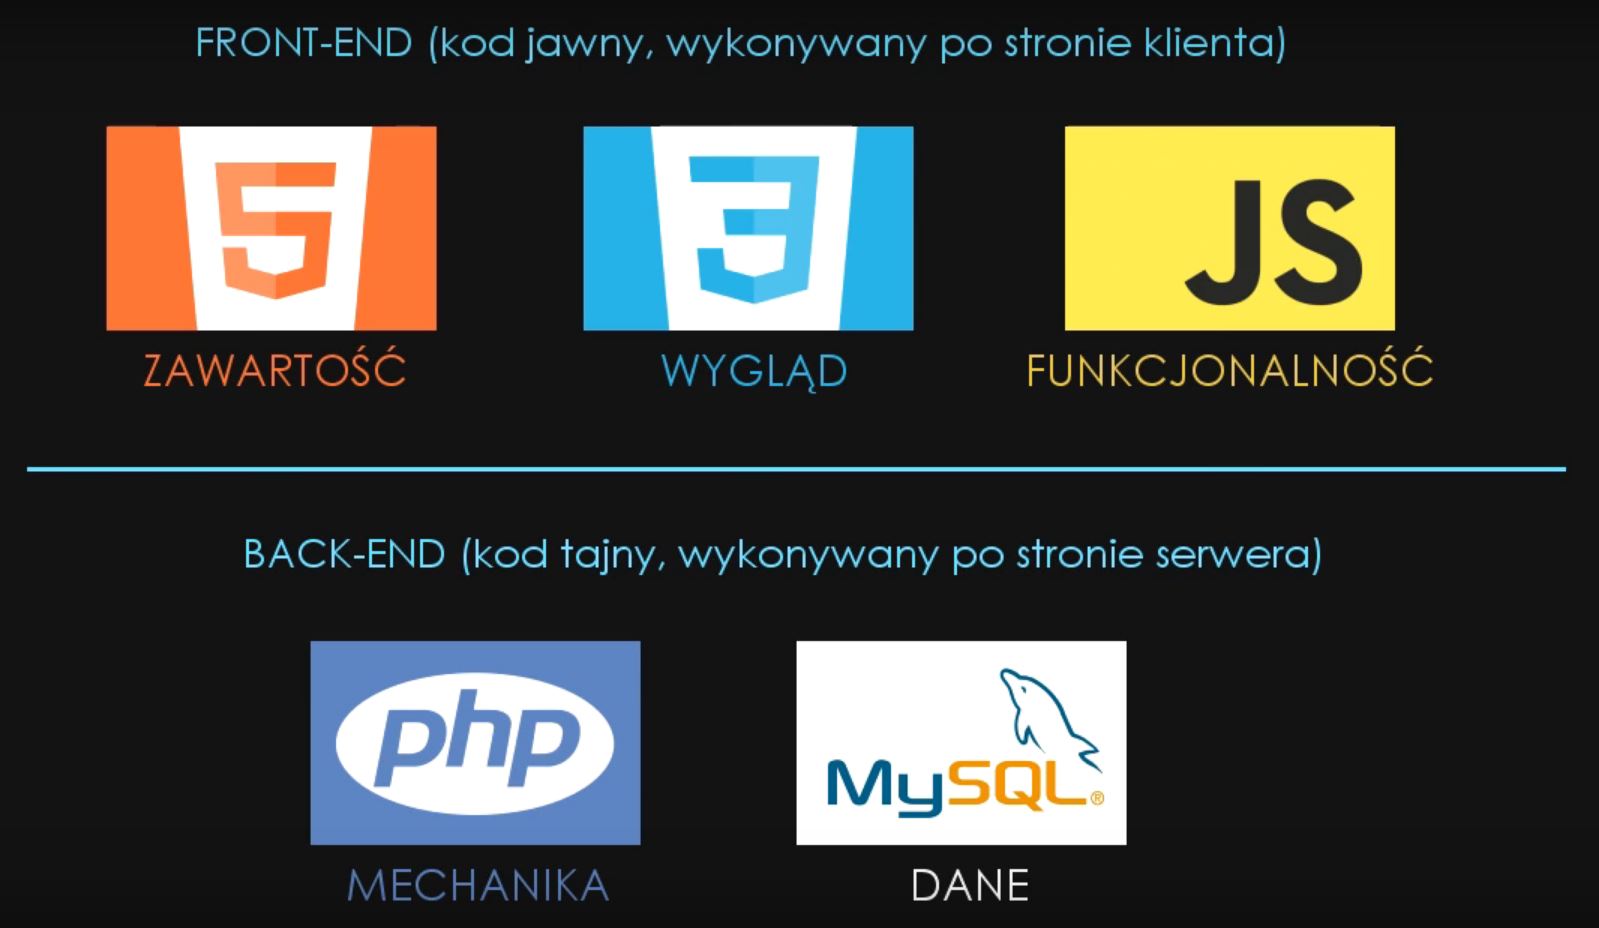 FRONT-END (kod jawny, wykonywany po stronie klienta)
5
3
JS
ZAWARTOŚĆ
WYGLĄD
FUNKCJONALNOŚĆ
BACK-END (kod tajny, wykonywany po stronie serwera)
php
MySQL®
MECHANIKA
DANE